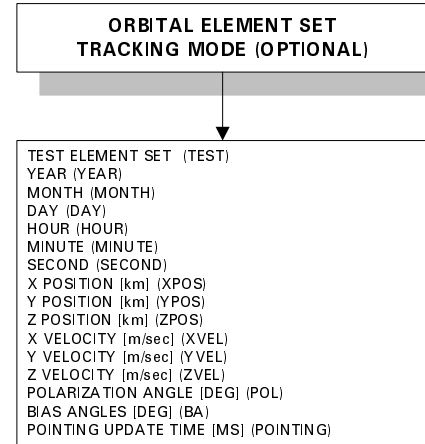 ORBITAL ELEMENT SET
TRACKING MODE (OPTIONAL)
TEST ELEMENT SET (TEST)
YEAR (YEAR)
MONTH (MONTH)
DAY (DAY)
HOUR (HOUR)
MINUTE (MINUTE)
SECOND (SECOND)
X POSITION [km] (XPOS)
Y POSITION [km] (YPOS)
Z POSITION [km] (ZPOS)
X VELOCITY [m/sec] (XVEL)
Y VELOCITY [m/sec] (YVEL)
Z VELOCITY [m/sec] (ZVEL)
POLARIZATION ANGLE [DEG] (POL)
BIAS ANGLES [DEG] (BA)
POINTING UPDATE TIME [MS] (POINTING)